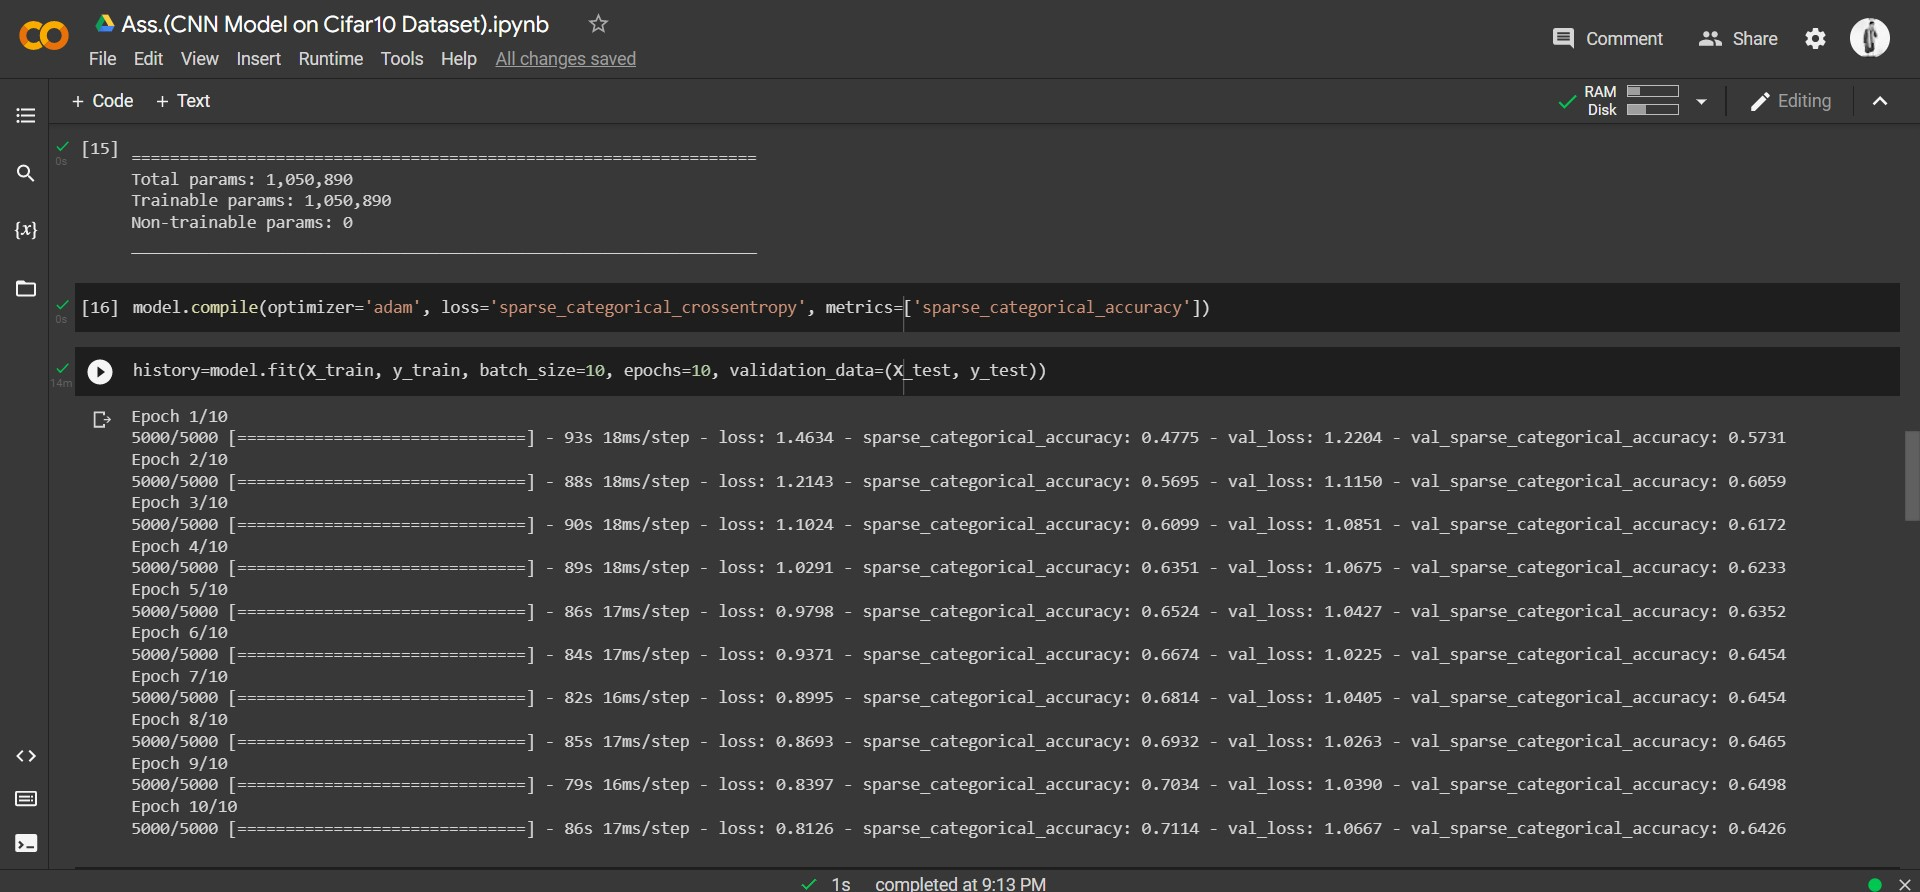 Ass.(CNN Model on Cifar10 Dataset).ipynb
File Edit View Insert Runtime Tools Help All changes saved
Comment Share
+ Code + Text
RAM
Disk
Editing
[15]
0s
=================================================================
Total params: 1,050,890
Trainable params: 1,050,890
Non-trainable params: 0
_________________________________________________________________
[16] model.compile(optimizer='adam', loss='sparse_categorical_crossentropy', metrics=['sparse_categorical_accuracy'])
0s
history=model.fit(X_train, y_train, batch_size=10, epochs=10, validation_data=(X_test, y_test))
14m
Epoch 1/10
5000/5000 [==============================] - 93s 18ms/step - loss: 1.4634 - sparse_categorical_accuracy: 0.4775 - val_loss: 1.2204 - val_sparse_categorical_accuracy: 0.5731
Epoch 2/10
5000/5000 [==============================] - 88s 18ms/step - loss: 1.2143 - sparse_categorical_accuracy: 0.5695 - val_loss: 1.1150 - val_sparse_categorical_accuracy: 0.6059
Epoch 3/10
5000/5000 [==============================] - 90s 18ms/step - loss: 1.1024 - sparse_categorical_accuracy: 0.6099 - val_loss: 1.0851 - val_sparse_categorical_accuracy: 0.6172
Epoch 4/10
5000/5000 [==============================] - 89s 18ms/step - loss: 1.0291 - sparse_categorical_accuracy: 0.6351 - val_loss: 1.0675 - val_sparse_categorical_accuracy: 0.6233
Epoch 5/10
5000/5000 [==============================] - 86s 17ms/step - loss: 0.9798 - sparse_categorical_accuracy: 0.6524 - val_loss: 1.0427 - val_sparse_categorical_accuracy: 0.6352
Epoch 6/10
5000/5000 [==============================] - 84s 17ms/step - loss: 0.9371 - sparse_categorical_accuracy: 0.6674 - val_loss: 1.0225 - val_sparse_categorical_accuracy: 0.6454
Epoch 7/10
5000/5000 [==============================] - 82s 16ms/step - loss: 0.8995 - sparse_categorical_accuracy: 0.6814 - val_loss: 1.0405 - val_sparse_categorical_accuracy: 0.6454
Epoch 8/10
5000/5000 [==============================] - 85s 17ms/step - loss: 0.8693 - sparse_categorical_accuracy: 0.6932 - val_loss: 1.0263 - val_sparse_categorical_accuracy: 0.6465
Epoch 9/10
5000/5000 [==============================] - 79s 16ms/step - loss: 0.8397 - sparse_categorical_accuracy: 0.7034 - val_loss: 1.0390 - val_sparse_categorical_accuracy: 0.6498
Epoch 10/10
5000/5000 [==============================] - 86s 17ms/step - loss: 0.8126 - sparse_categorical_accuracy: 0.7114 - val_loss: 1.0667 - val_sparse_categorical_accuracy: 0.6426
1s completed at 9:13 PM